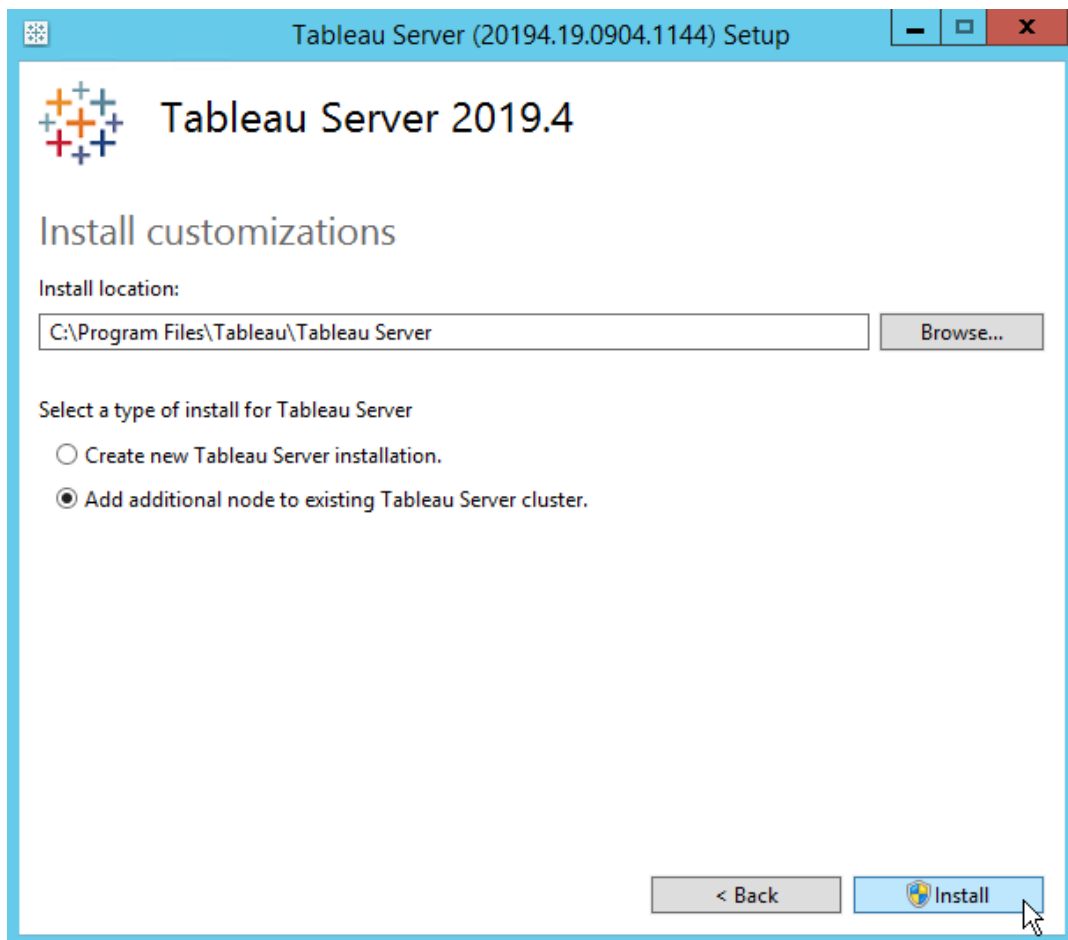 Tableau Server (20194.19.0904.1144) Setup
Tableau Server 2019.4
Install customizations
Install location:
C:\Program Files\Tableau\Tableau Server
Browse...
Select a type of install for Tableau Server
Create new Tableau Server installation.
Add additional node to existing Tableau Server cluster.
< Back
Install